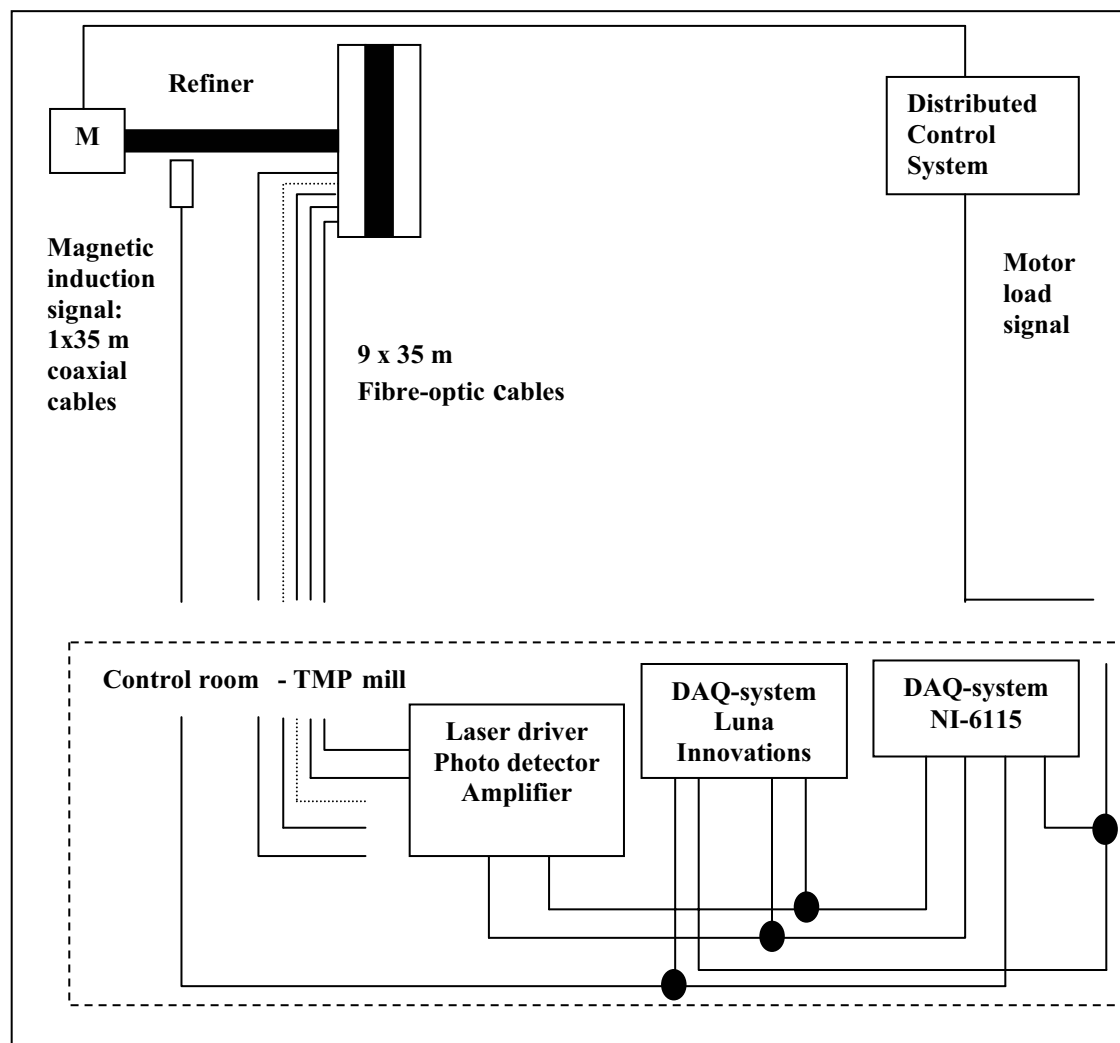 Refiner
M
Distributed
Control
System
Magnetic
induction
signal:
1x35 m
coaxial
cables
9 x 35 m
Fibre-optic cables
Motor
load
signal
Control room - TMP mill
Laser driver
Photo detector
Amplifier
DAQ-system
Luna
Innovations
DAQ-system
NI-6115